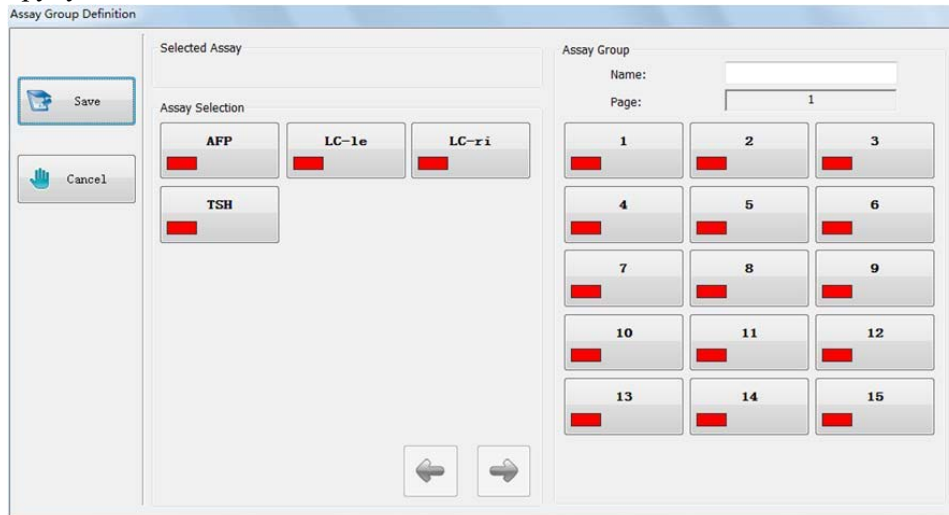 Assay Group Definition
Save
Cancel
Selected Assay
Assay Selection
AFP LC-le LC-ri
TSH
Assay Group
Name:
Page: 1
1 2 3
4 5 6
7 8 9
10 11 12
13 14 15